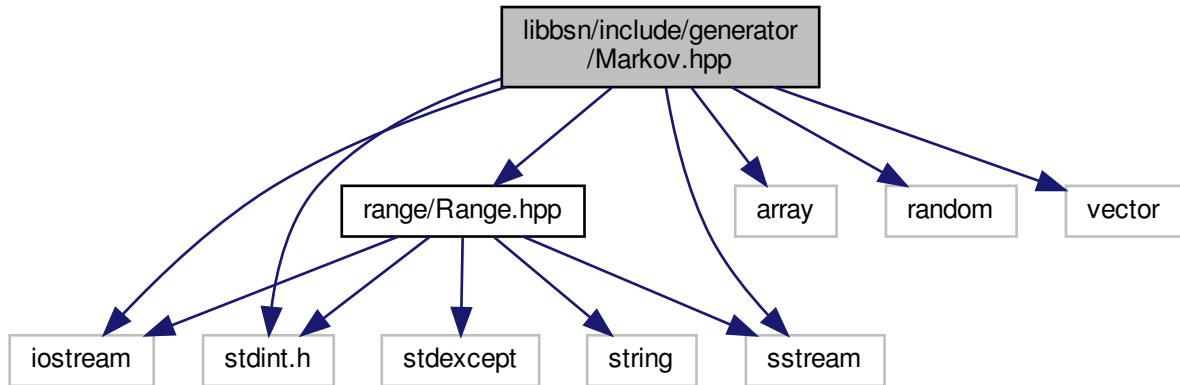 libbsn/include/generator
/Markov.hpp
range/Range.hpp
array
random
vector
iostream
stdint.h
stdexcept
string
sstream